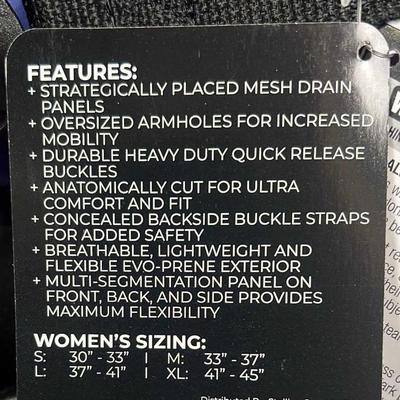 FEATURES:
+ STRATEGICALLY PLACED MESH DRAIN
PANELS
+ OVERSIZED ARMHOLES FOR INCREASED
MOBILITY
+ DURABLE HEAVY DUTY QUICK RELEASE
BUCKLES
+ ANATOMICALLY CUT FOR ULTRA
COMFORT AND FIT
+ CONCEALED BACKSIDE BUCKLE STRAPS
FOR ADDED SAFETY
+ BREATHABLE, LIGHTWEIGHT AND
FLEXIBLE EVO-PRENE EXTERIOR
+ MULTI-SEGMENTATION PANEL ON
FRONT, BACK, AND SIDE PROVIDES
MAXIMUM FLEXIBILITY
WOMEN'S SIZING:
S: 30" - 33" | M: 33" - 37"
L: 37" - 41" | XL: 41" - 45"
Distributed By